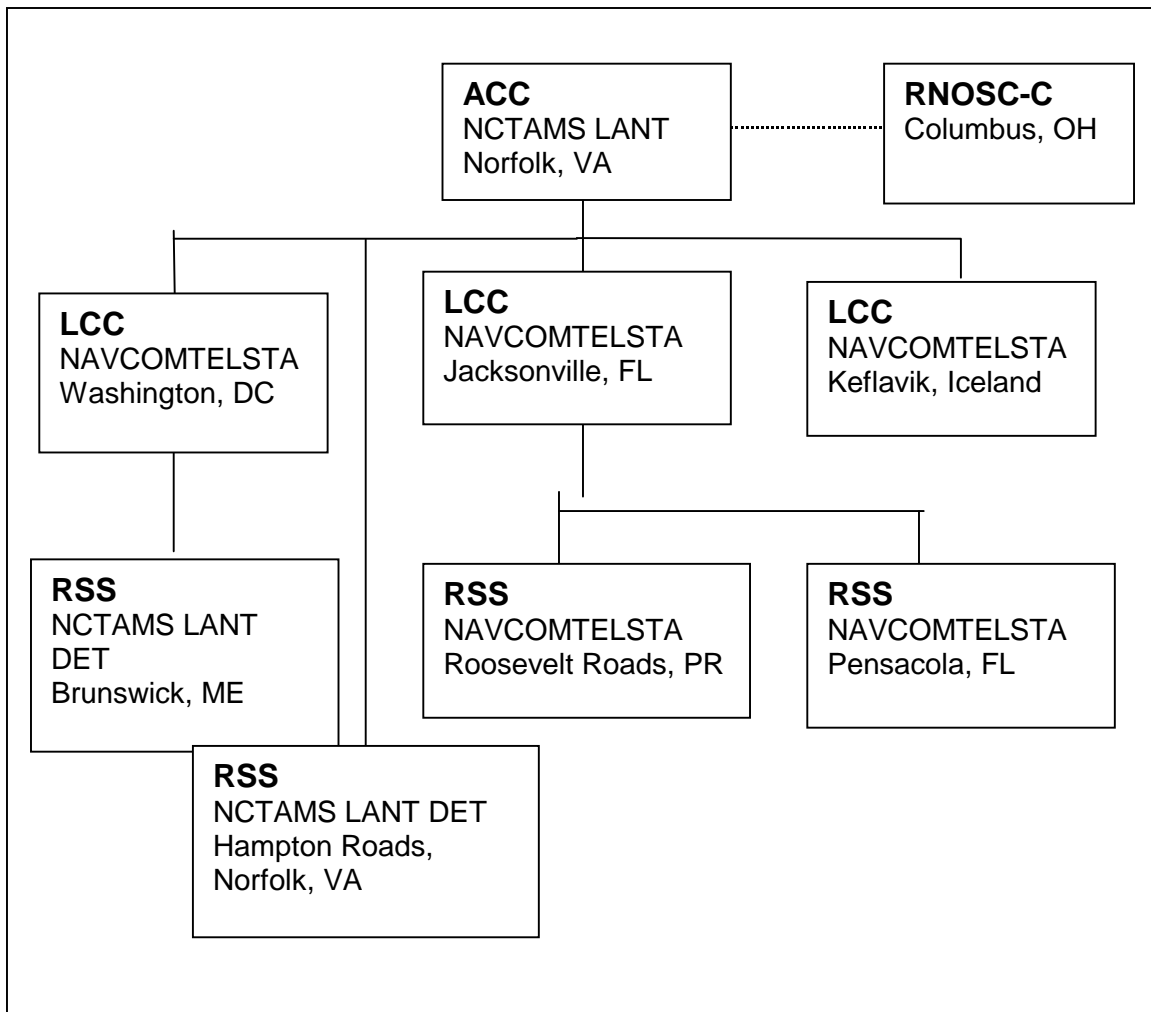 ACC
NCTAMS LANT
Norfolk, VA
RNOSC-C
Columbus, OH
LCC
NAVCOMTELSTA
Washington, DC
LCC
NAVCOMTELSTA
Jacksonville, FL
LCC
NAVCOMTELSTA
Keflavik, Iceland
RSS
NCTAMS LANT
DET
Brunswick, ME
RSS
NAVCOMTELSTA
Roosevelt Roads, PR
RSS
NAVCOMTELSTA
Pensacola, FL
RSS
NCTAMS LANT DET
Hampton Roads,
Norfolk, VA